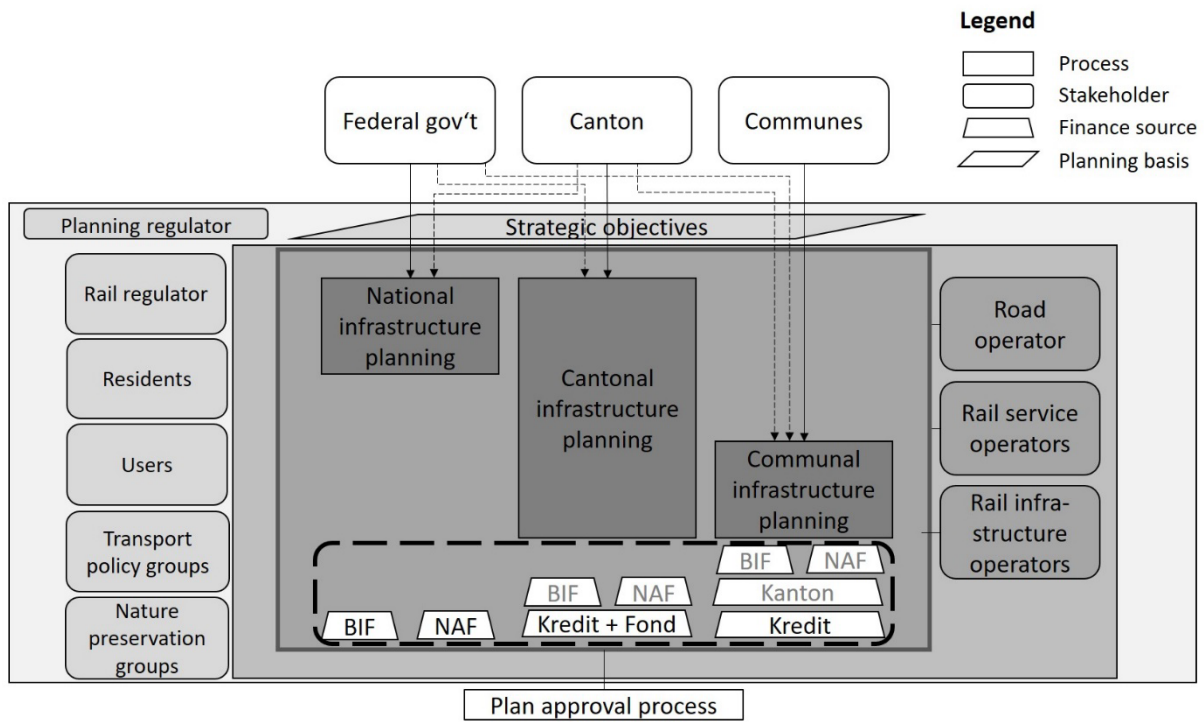 Legend
Process
Stakeholder
Finance source
Planning basis
Federal gov‘t
Canton
Communes
Planning regulator
Strategic objectives
Rail regulator
Residents
Users
Transport
policy groups
Nature
preservation
groups
National
infrastructure
planning
Cantonal
infrastructure
planning
Communal
infrastructure
planning
Road
operator
Rail service
operators
Rail infra-
structure
operators
BIF
NAF
BIF
NAF
Kanton
BIF
NAF
Kredit + Fond
Kredit
Plan approval process